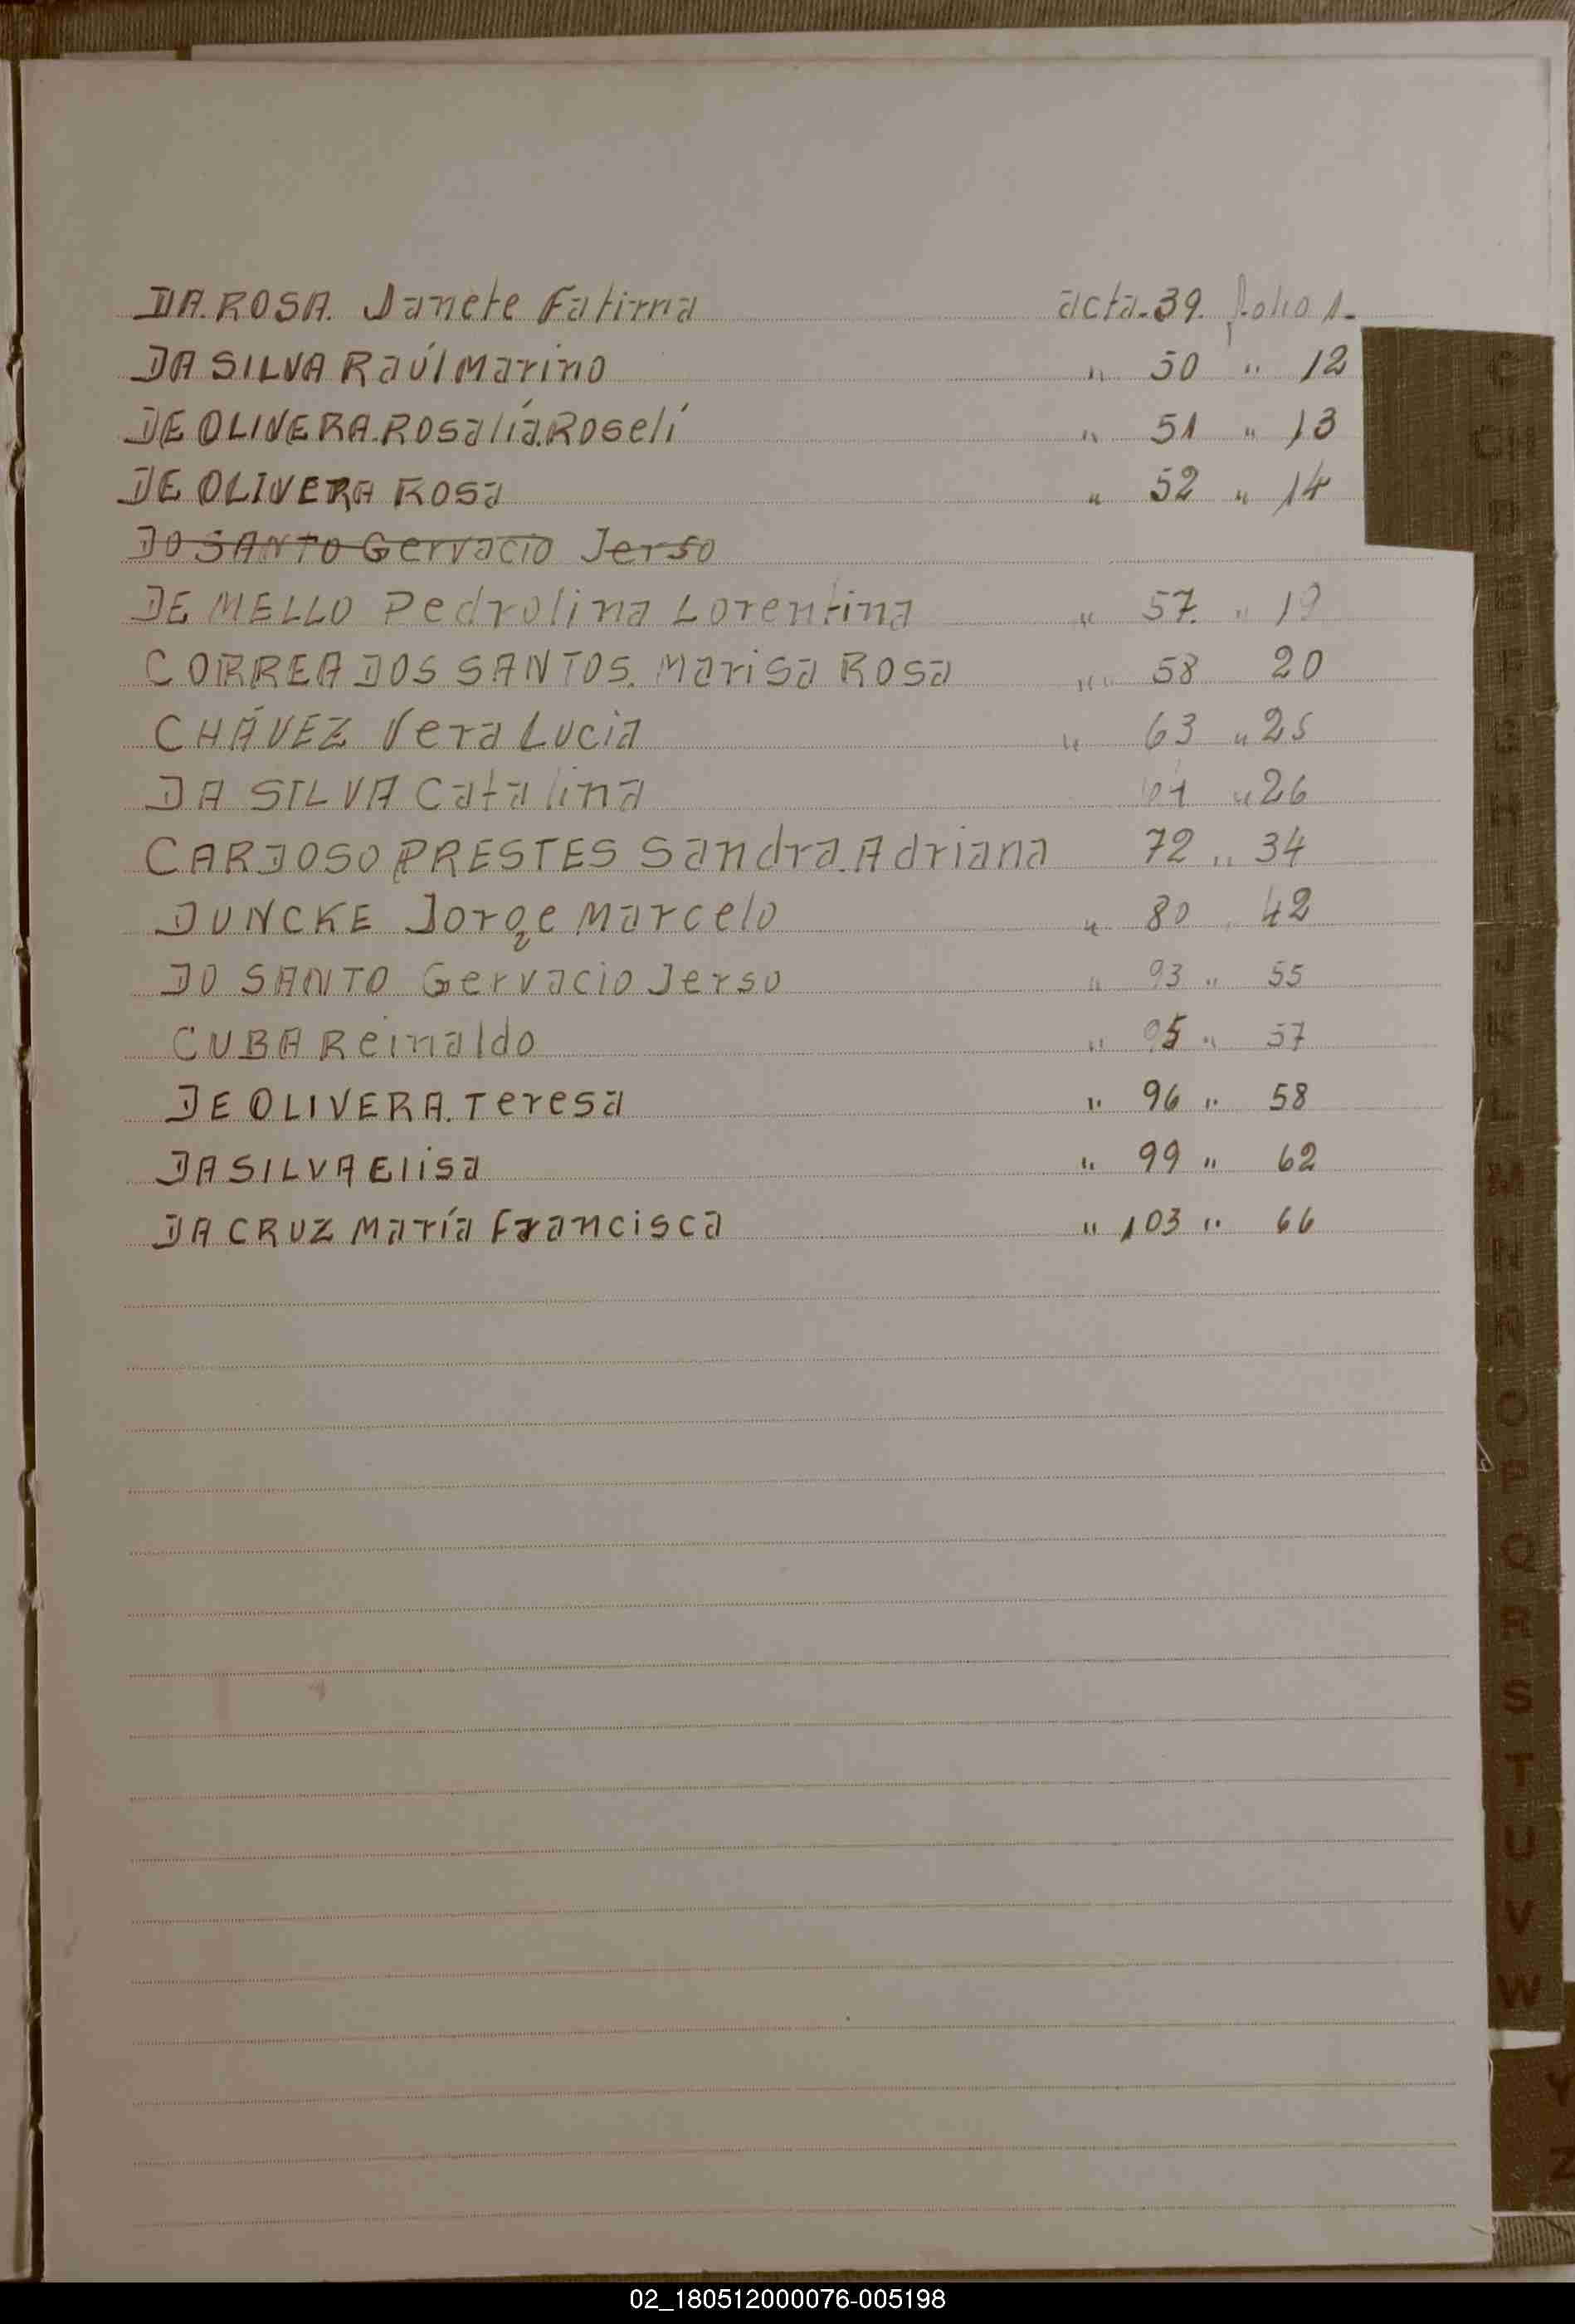 DA.ROSA. Janete Fatima acta.39. folio 1.
DA SILVA Raúl Marino " 50 " 12
DE OLIVERA.Rosalía.Roselí " 51 " 13
DE OLIVERA Rosa " 52 " 14
DO SANTO Gervacio Jerso
DE MELLO Pedrolina Lorentina " 57. " 19
CORREA DOS SANTOS. Marisa Rosa " " 58 20
CHÁVEZ Vera Lucia " 63 " 25
DA SILVA Catalina 64 " 26
CARDOSO PRESTES Sandra.Adriana 72 " 34
DUNCKE Jorge Marcelo " 80 " 42
DO SANTO Gervacio Jerso " 93 " 55
CUBA Reinaldo " 95 " 57
DE OLIVERA. Teresa " 96 " 58
DA SILVA Elisa " 99 " 62
DA CRUZ María Francisca " 103 " 66
C
CH
D
E
F
G
H
I
J
K
L
M
N
Ñ
O
P
Q
R
S
T
U
V
W
Y
Z
02_180512000076-005198